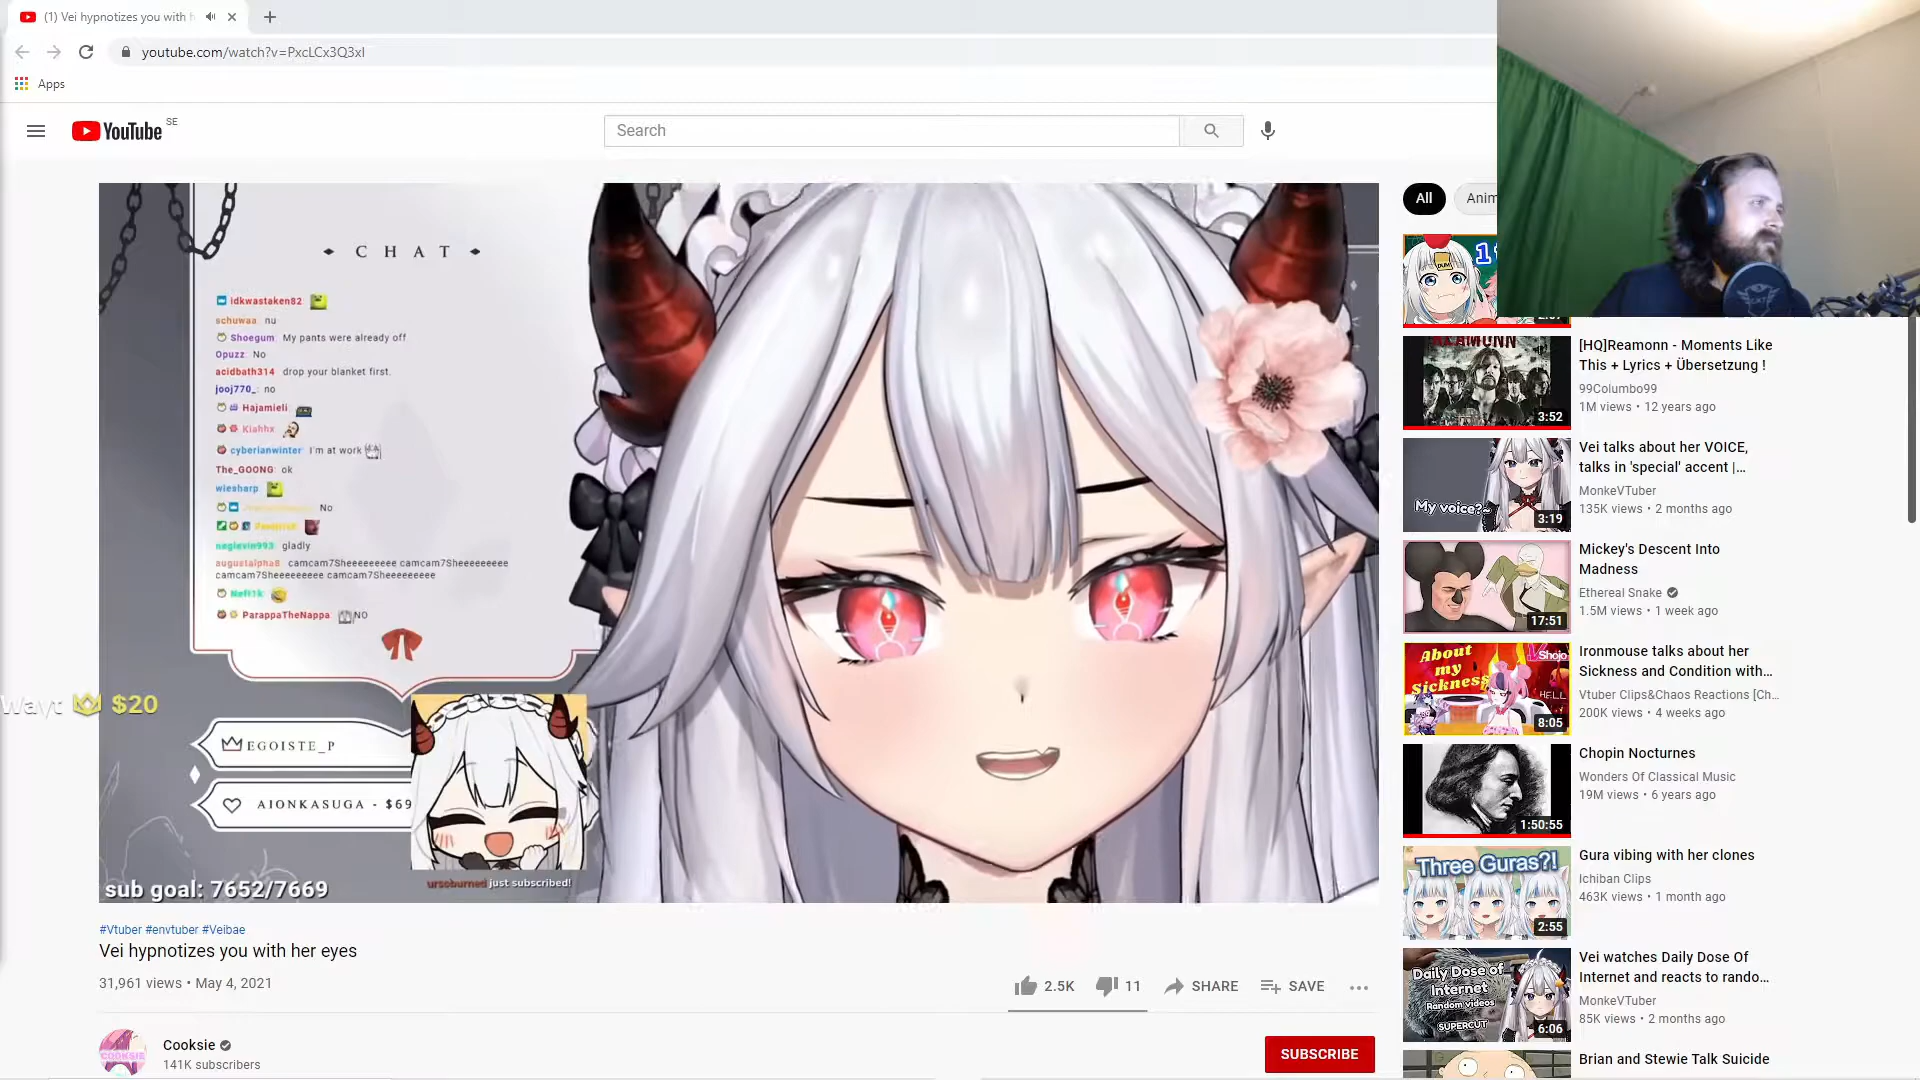 (1) Vei hypnotizes you with h
youtube.com/watch?v=PxcLCx3Q3xI
Apps
YouTube SE
Search
CHAT
idkwastaken82
schuwaa nu
Shoegum: My pants were already off
Opuzz: No
acidbath314 drop your blanket first.
jooj770_: no
Hajamieli
Kiahhx
cyberianwinter I'm at work
The_GOONG: ok
wiesharp
No
neglevin993 gladly
augustalpha8 camcam7Sheeeeeeeee camcam7Sheeeeeeeee
camcam7Sheeeeeeeee camcam7Sheeeeeeeee
Neft1k
ParappaTheNappa: NO
Wayt $20
EGOISTE_P
AIONKASUGA - $69
sub goal: 7652/7669
ursoburned just subscribed!
#Vtuber #envtuber #Veibae
Vei hypnotizes you with her eyes
31,961 views • May 4, 2021
2.5K
11
SHARE
SAVE
Cooksie
141K subscribers
SUBSCRIBE
All
Anim
[HQ]Reamonn - Moments Like
This + Lyrics + Übersetzung !
99Columbo99
1M views • 12 years ago
3:52
Vei talks about her VOICE,
talks in 'special' accent |...
MonkeVTuber
135K views • 2 months ago
My voice?~
3:19
Mickey's Descent Into
Madness
Ethereal Snake
1.5M views • 1 week ago
17:51
Ironmouse talks about her
Sickness and Condition with...
Vtuber Clips&Chaos Reactions [Ch...
200K views • 4 weeks ago
About
my
Sickness
Shojo
HELL
8:05
Chopin Nocturnes
Wonders Of Classical Music
19M views • 6 years ago
1:50:55
Gura vibing with her clones
Ichiban Clips
463K views • 1 month ago
Three Guras?!
2:55
Vei watches Daily Dose Of
Internet and reacts to rando...
MonkeVTuber
85K views • 2 months ago
Daily Dose of
Internet
Random videos
SUPERCUT
6:06
Brian and Stewie Talk Suicide